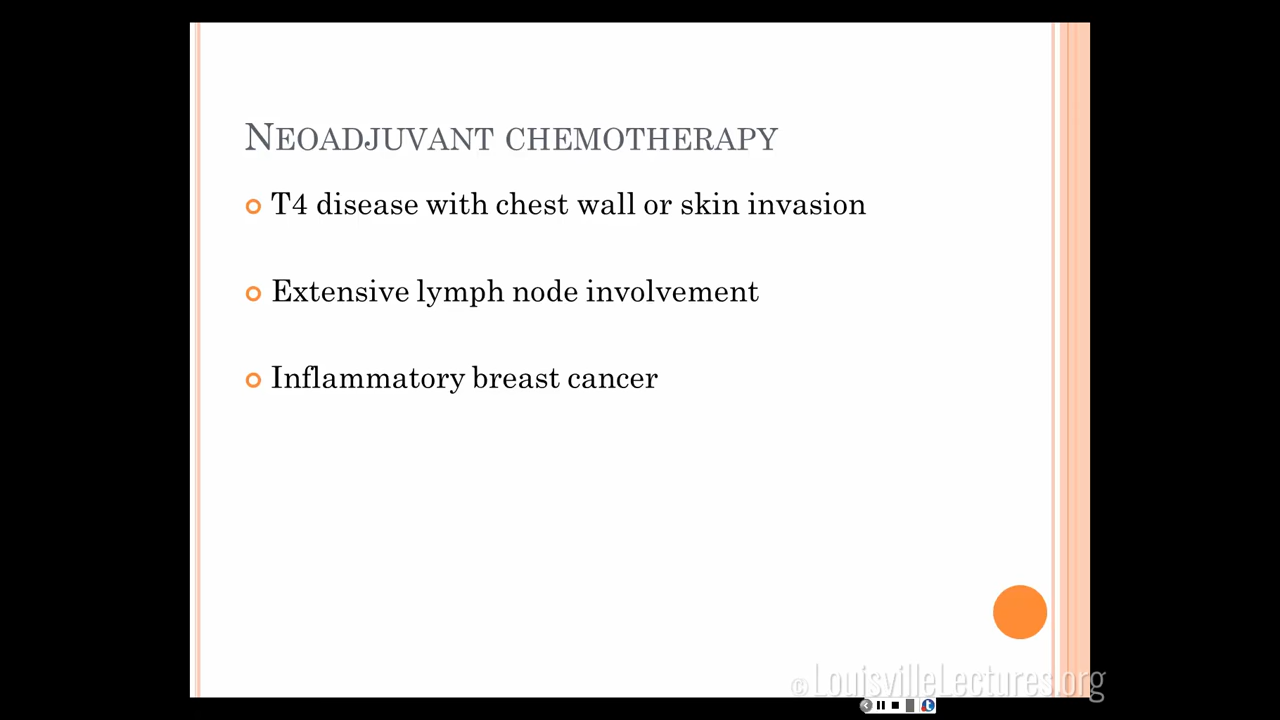 NEOADJUVANT CHEMOTHERAPY
T4 disease with chest wall or skin invasion
Extensive lymph node involvement
Inflammatory breast cancer
© LouisvilleLectures.org